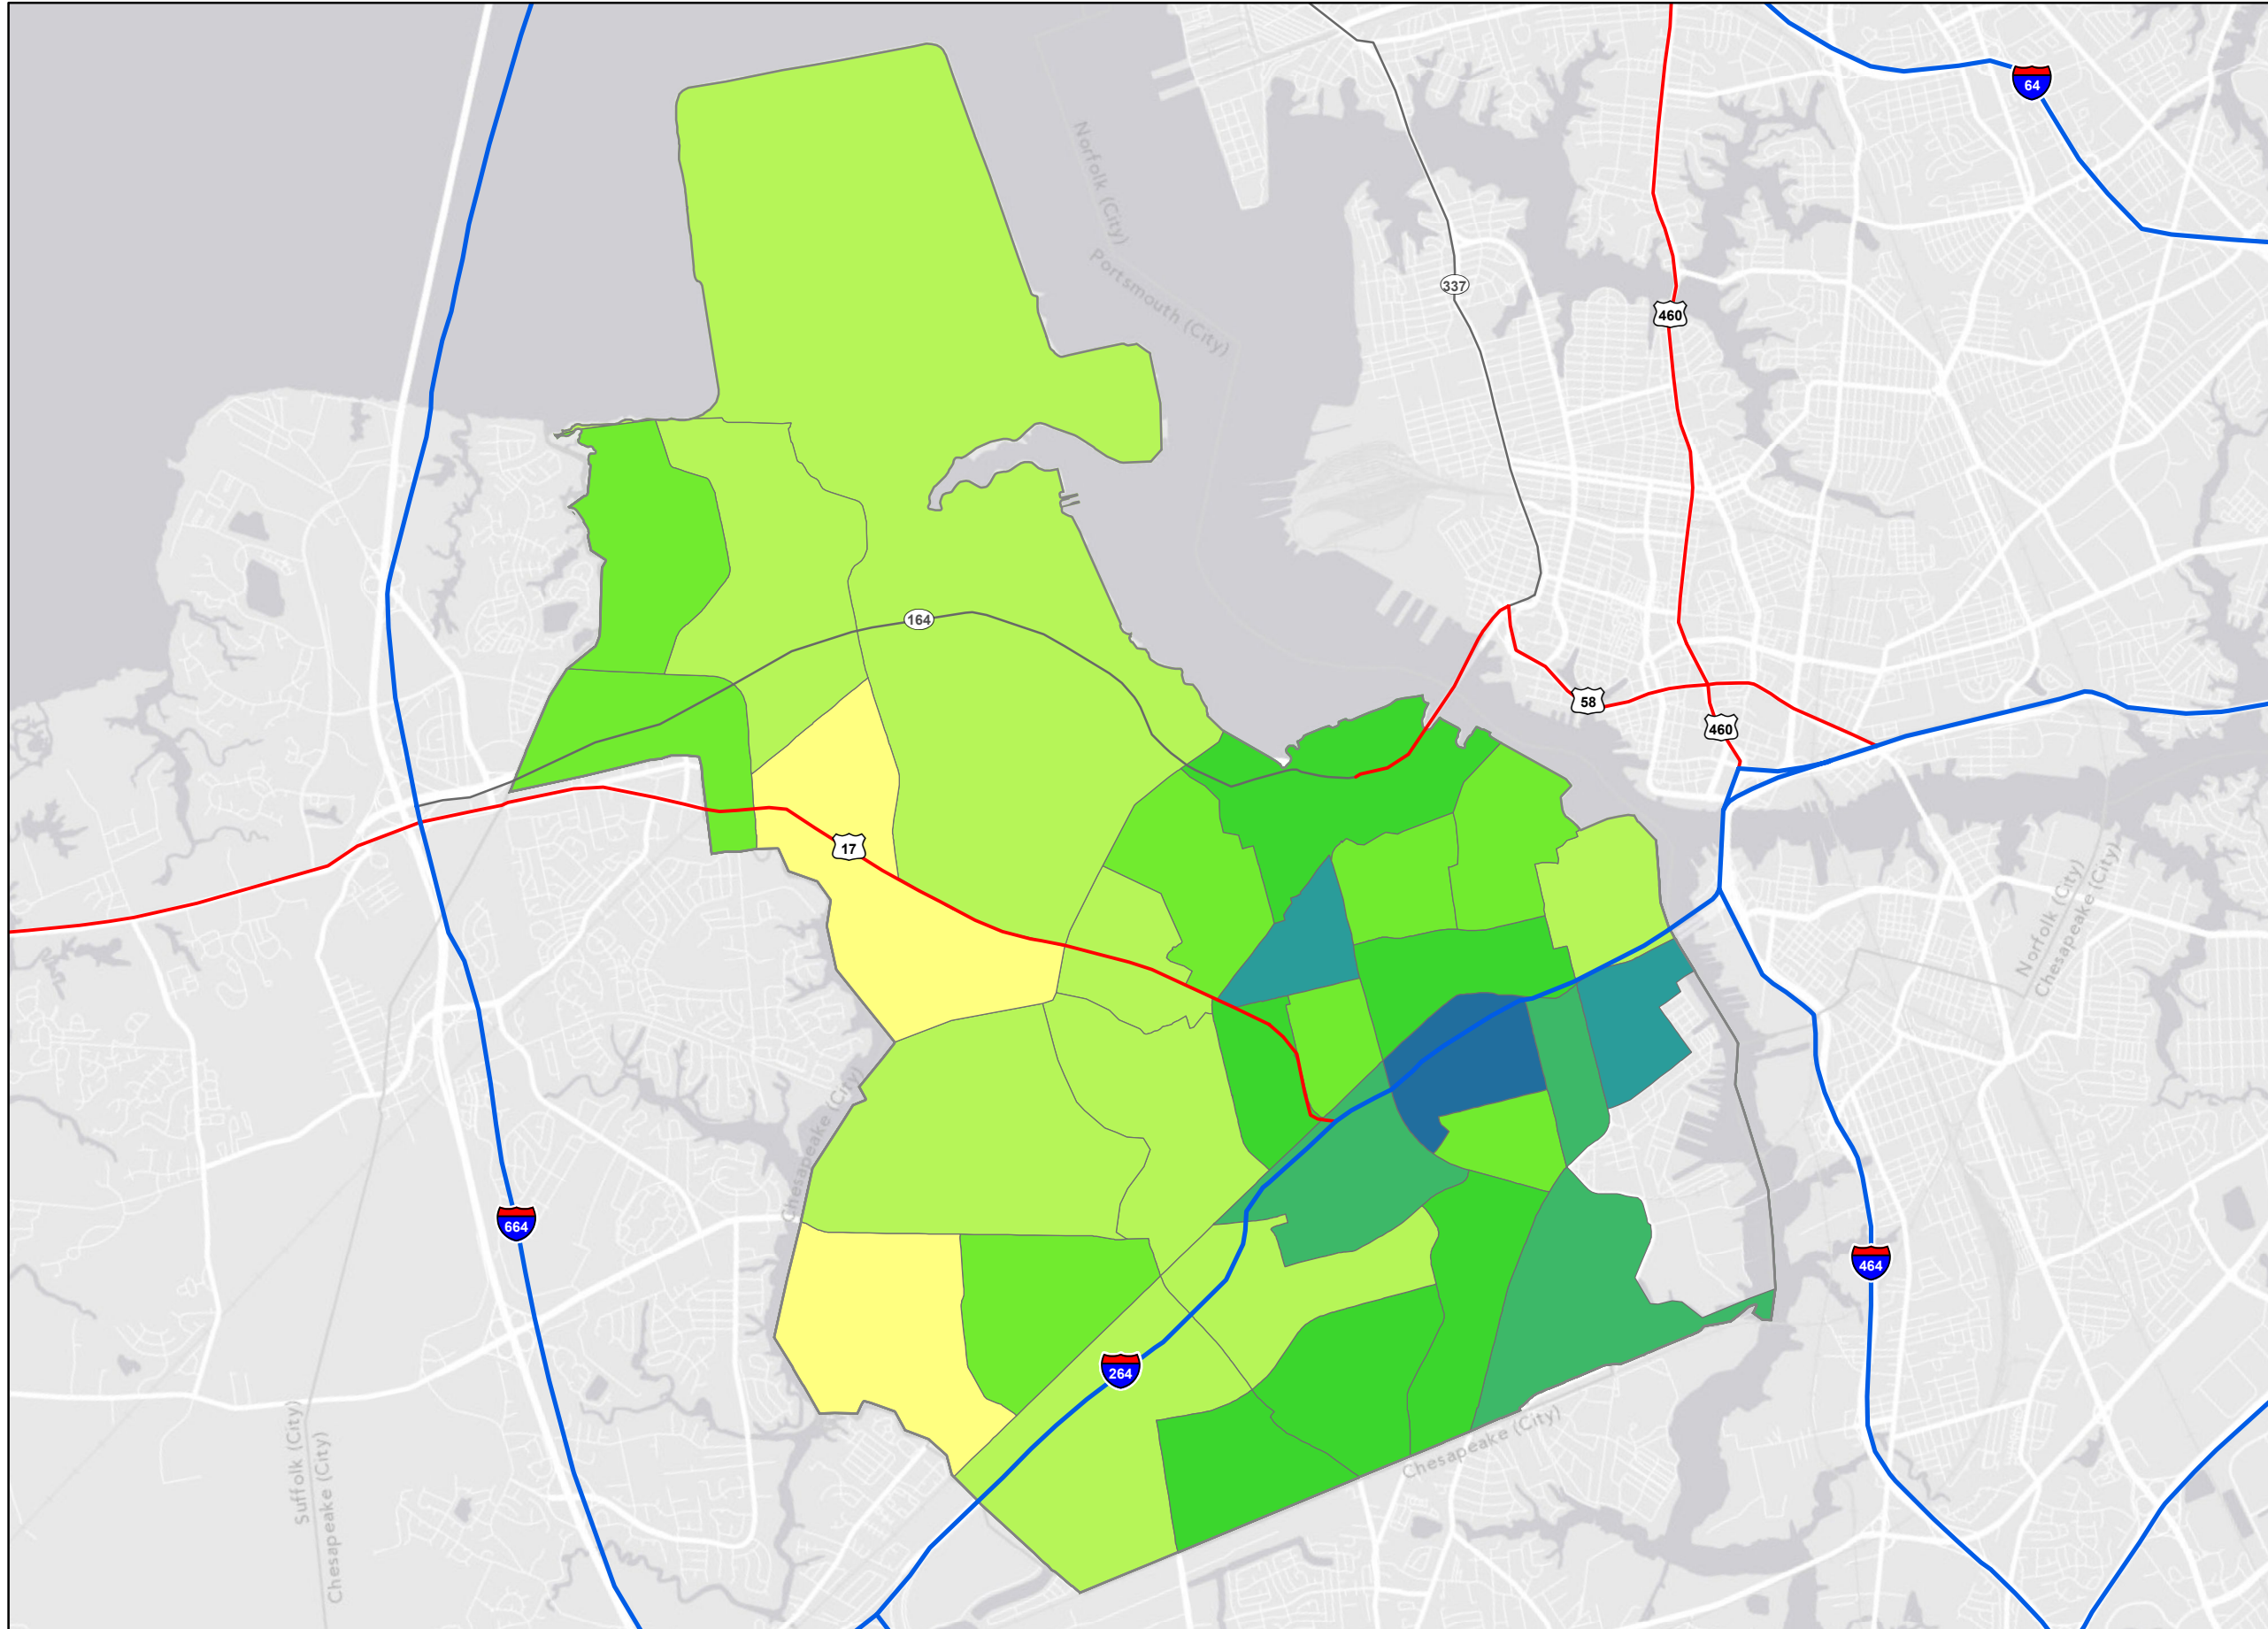 64
Norfolk (City)
Portsmouth (City)
337
460
164
58
460
17
Norfolk (City)
Chesapeake (City)
Chesapeake (City)
664
464
264
Chesapeake (City)
Suffolk (City)
Chesapeake (City)